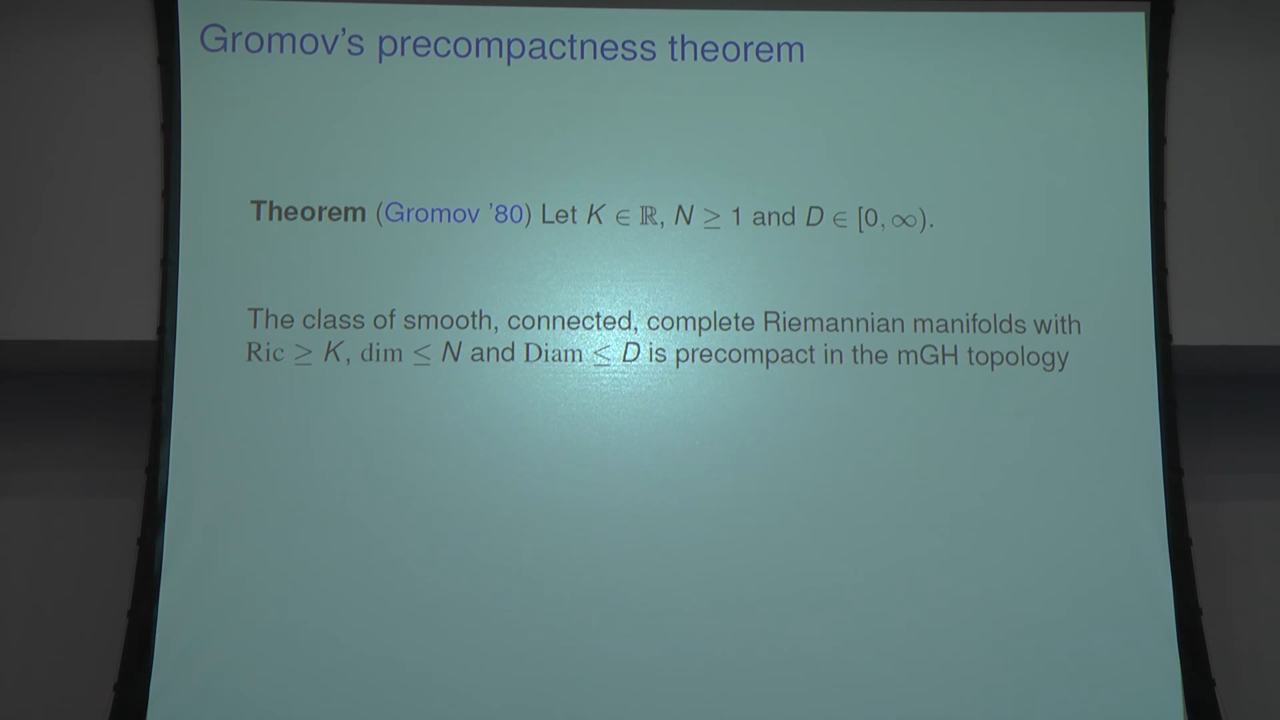 Gromov's precompactness theorem
Theorem (Gromov '80) Let K ∈ ℝ, N ≥ 1 and D ∈ [0, ∞).
The class of smooth, connected, complete Riemannian manifolds with
Ric ≥ K, dim ≤ N and Diam ≤ D is precompact in the mGH topology